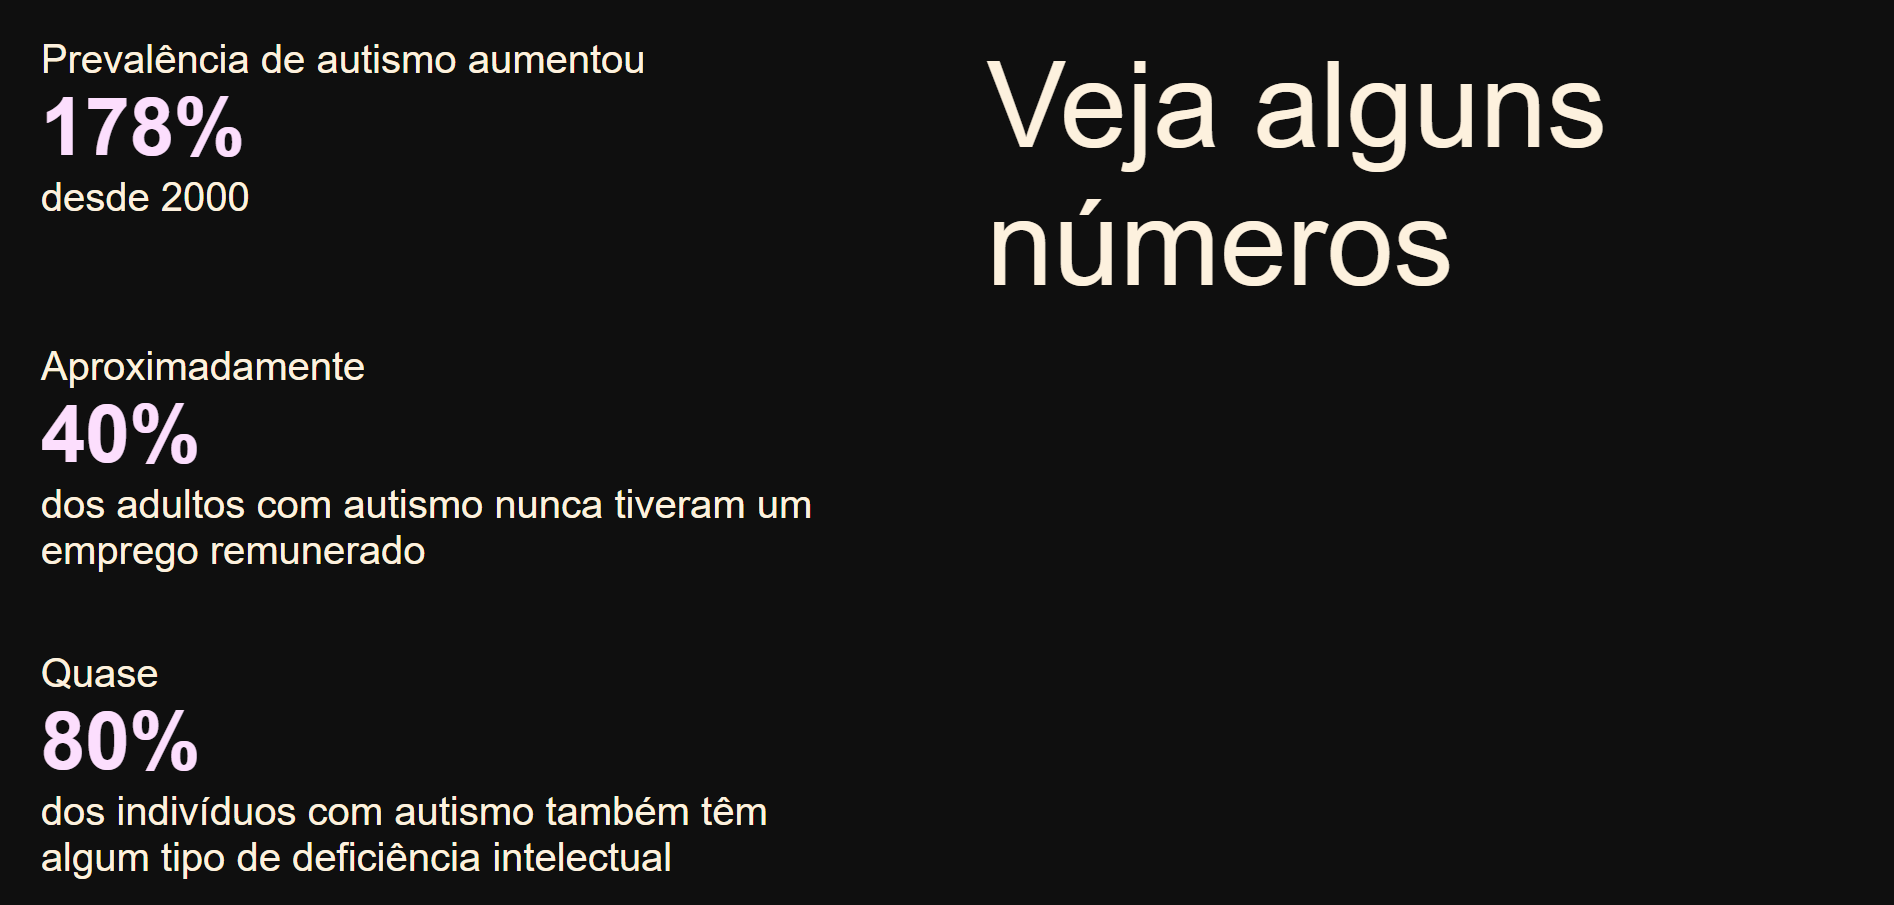 Prevalência de autismo aumentou
178%
desde 2000
Aproximadamente
40%
dos adultos com autismo nunca tiveram um
emprego remunerado
Quase
80%
dos indivíduos com autismo também têm
algum tipo de deficiência intelectual
Veja alguns
números